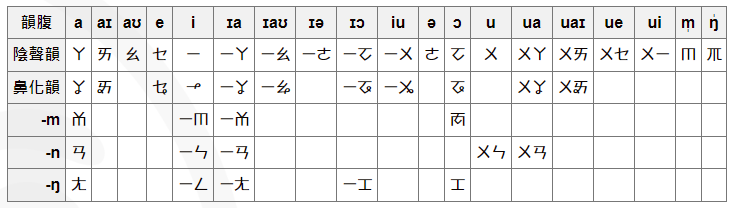 韻腹 a aɪ aʊ e i ɪa ɪaʊ ɪə ɪɔ iu ə ɔ u ua uaɪ ue ui m̍ ŋ̍
陰聲韻 ㄚ ㄞ ㄠ ㆤ ㄧ ㄧㄚ ㄧㄠ ㄧㄜ ㄧㆦ ㄧㄨ ㄜ ㆦ ㄨ ㄨㄚ ㄨㄞ ㄨㆤ ㄨㄧ ㆬ ㆭ
鼻化韻 ㆩ ㆮ ㆥ ㆪ ㄧㆩ ㄧㆯ ㄧㆧ ㄧㆫ ㆧ ㄨㆩ ㄨㆮ
-m ㆰ ㄧㆬ ㄧㆰ ㆱ
-n ㄢ ㄧㄣ ㄧㄢ ㄨㄣ ㄨㄢ
-ŋ ㄤ ㄧㄥ ㄧㄤ ㄧㆲ ㆲ